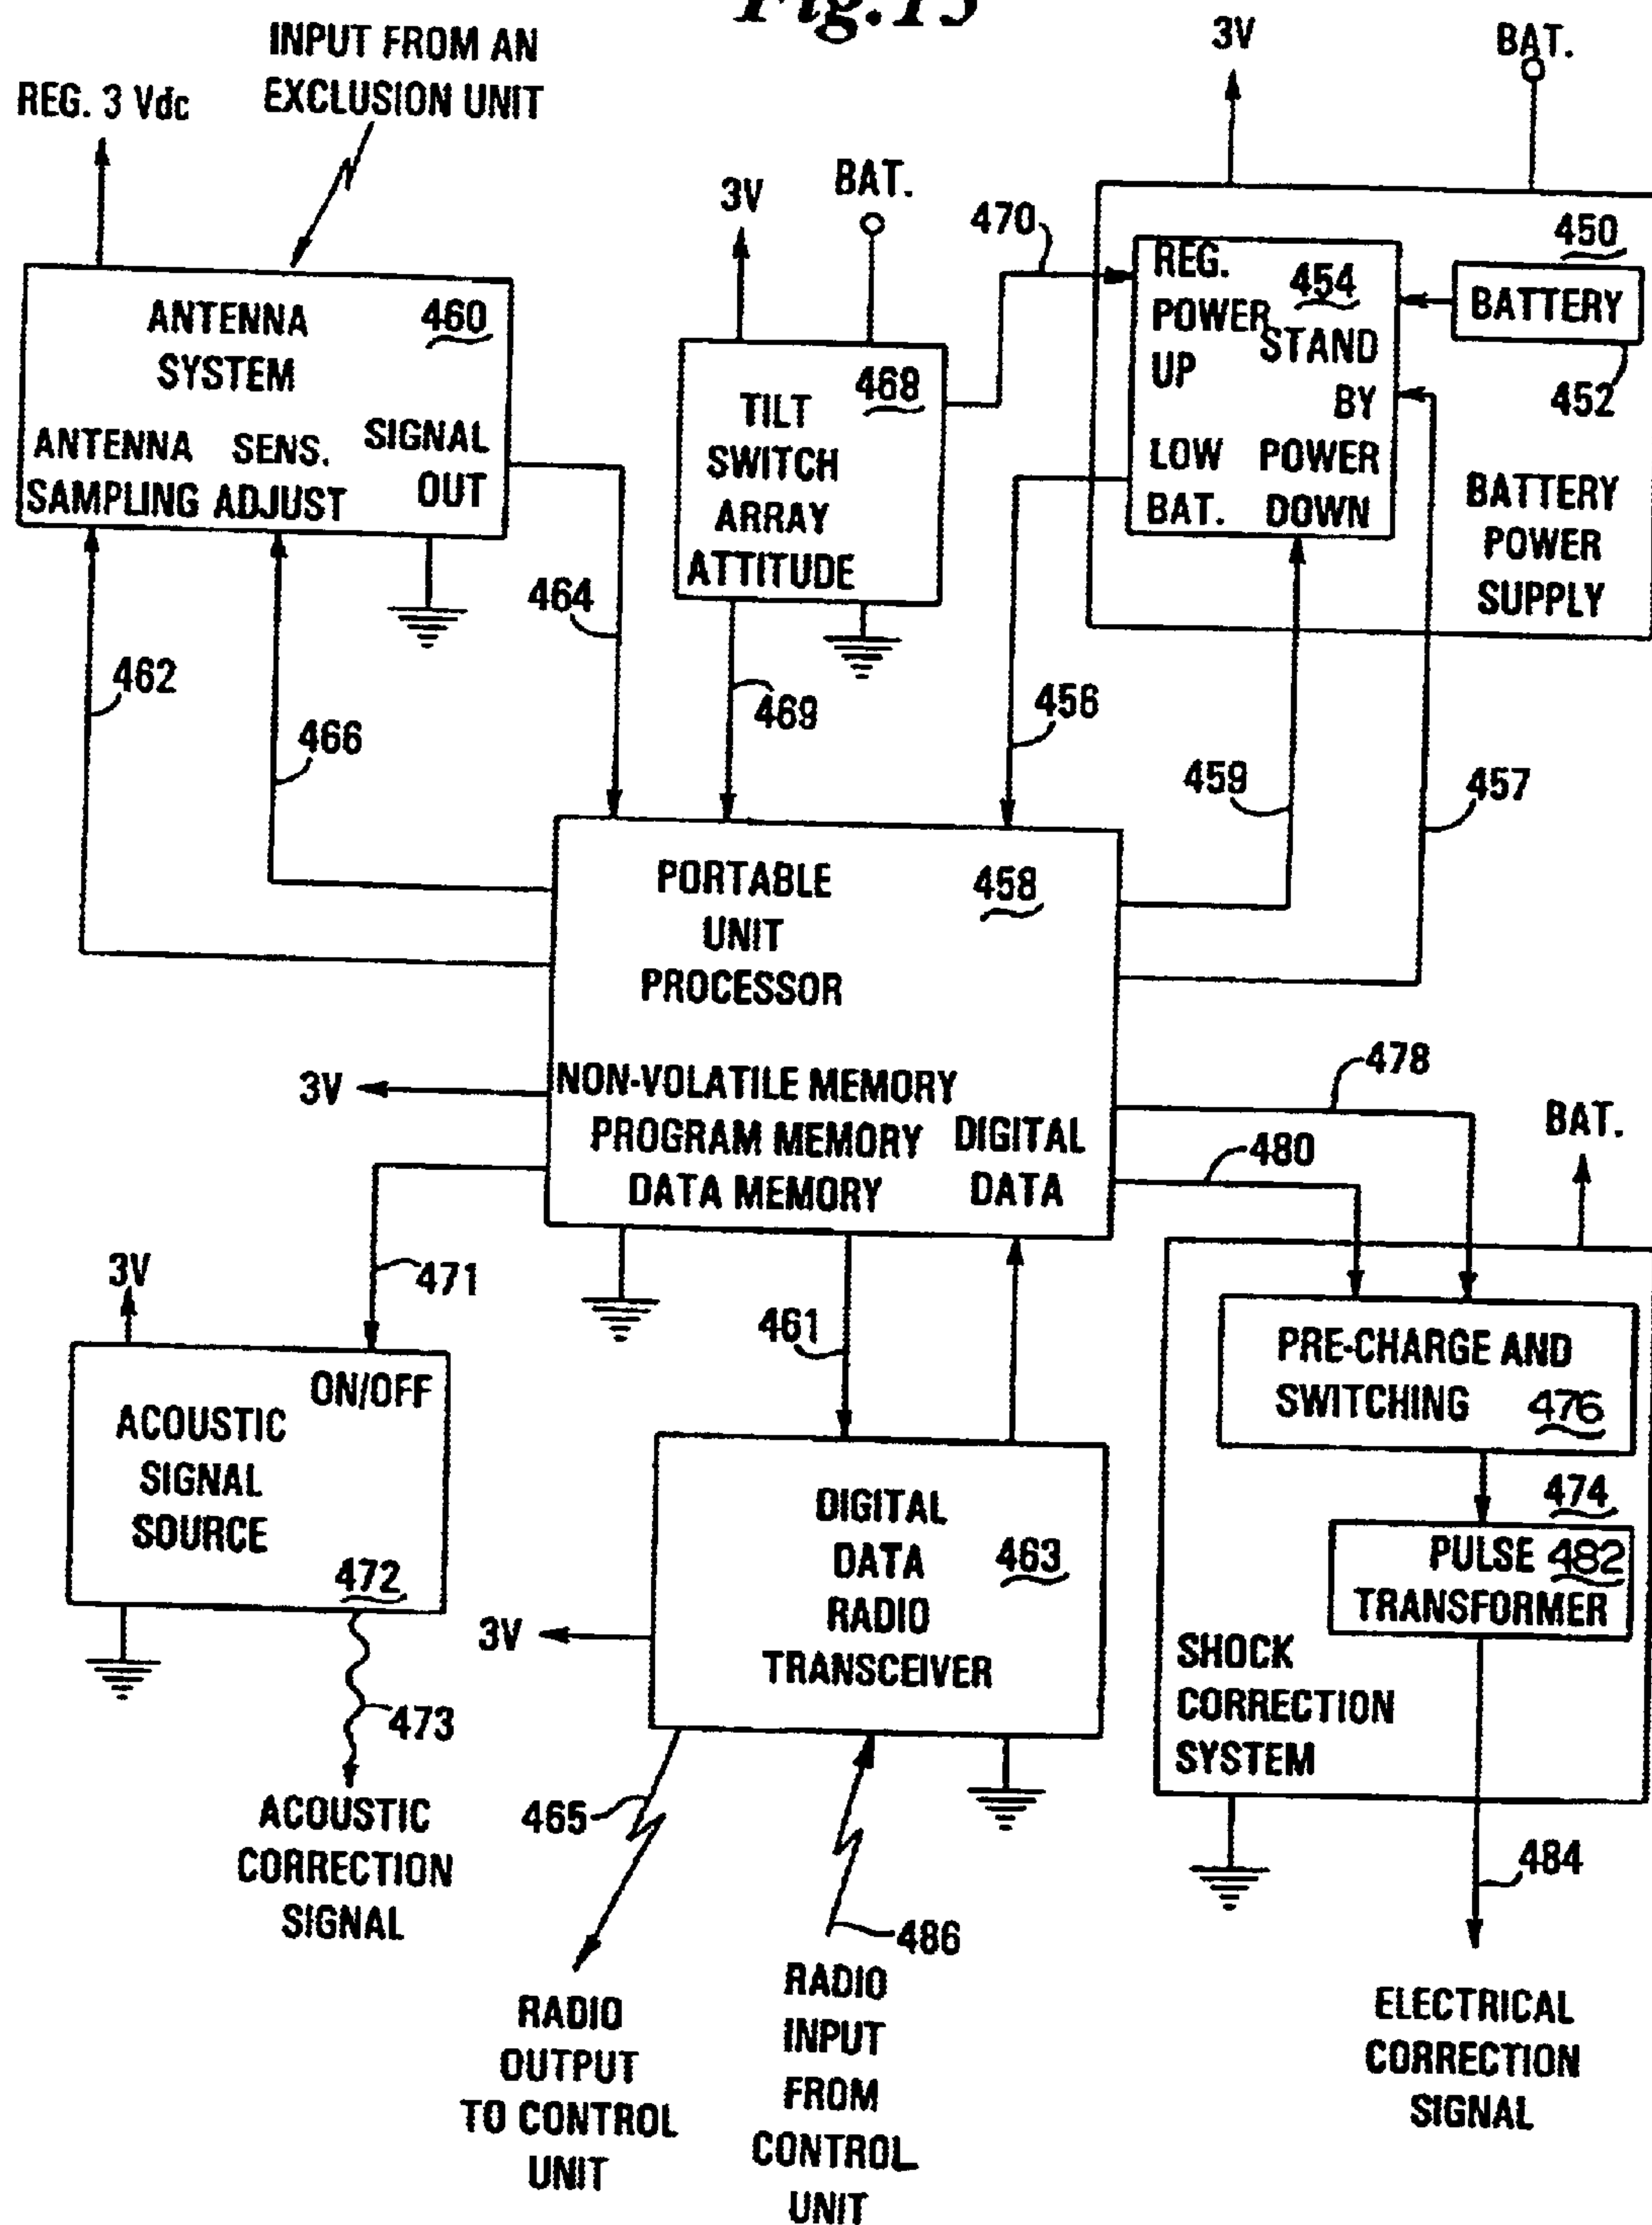 Fig.15
INPUT FROM AN
EXCLUSION UNIT
REG. 3 Vdc
3V
BAT.
3V
BAT.
470
ANTENNA
SYSTEM
460
ANTENNA
SAMPLING
SENS.
ADJUST
SIGNAL
OUT
468
TILT
SWITCH
ARRAY
ATTITUDE
REG.
POWER
UP
454
STAND
BY
LOW
BAT.
POWER
DOWN
450
BATTERY
452
BATTERY
POWER
SUPPLY
462
466
464
469
456
459
457
PORTABLE
UNIT
PROCESSOR
458
3V
NON-VOLATILE MEMORY
PROGRAM MEMORY
DATA MEMORY
DIGITAL
DATA
478
480
BAT.
3V
471
ON/OFF
ACOUSTIC
SIGNAL
SOURCE
472
473
ACOUSTIC
CORRECTION
SIGNAL
461
DIGITAL
DATA
RADIO
TRANSCEIVER
463
3V
465
486
RADIO
OUTPUT
TO CONTROL
UNIT
RADIO
INPUT
FROM
CONTROL
UNIT
PRE-CHARGE AND
SWITCHING 476
474
PULSE 482
TRANSFORMER
SHOCK
CORRECTION
SYSTEM
484
ELECTRICAL
CORRECTION
SIGNAL